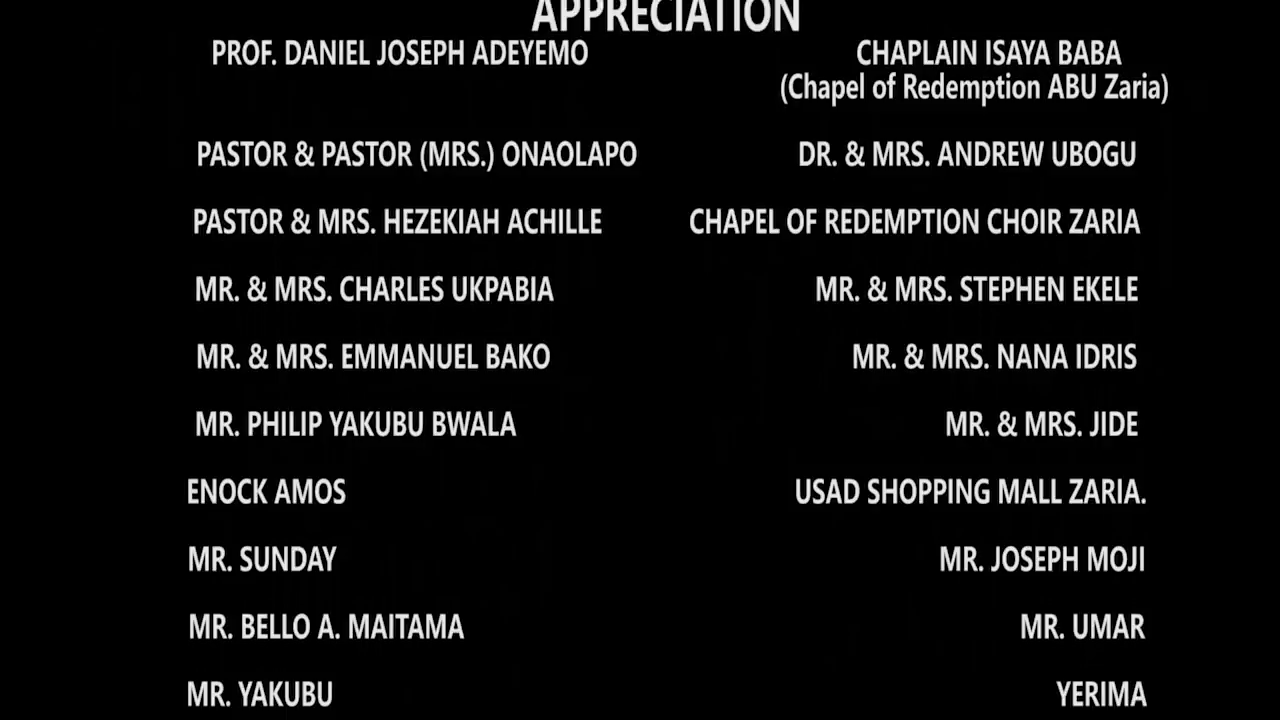 APPRECIATION
PROF. DANIEL JOSEPH ADEYEMO
CHAPLAIN ISAYA BABA
(Chapel of Redemption ABU Zaria)
PASTOR & PASTOR (MRS.) ONAOLAPO
DR. & MRS. ANDREW UBOGU
PASTOR & MRS. HEZEKIAH ACHILLE
CHAPEL OF REDEMPTION CHOIR ZARIA
MR. & MRS. CHARLES UKPABIA
MR. & MRS. STEPHEN EKELE
MR. & MRS. EMMANUEL BAKO
MR. & MRS. NANA IDRIS
MR. PHILIP YAKUBU BWALA
MR. & MRS. JIDE
ENOCK AMOS
USAD SHOPPING MALL ZARIA.
MR. SUNDAY
MR. JOSEPH MOJI
MR. BELLO A. MAITAMA
MR. UMAR
MR. YAKUBU
YERIMA